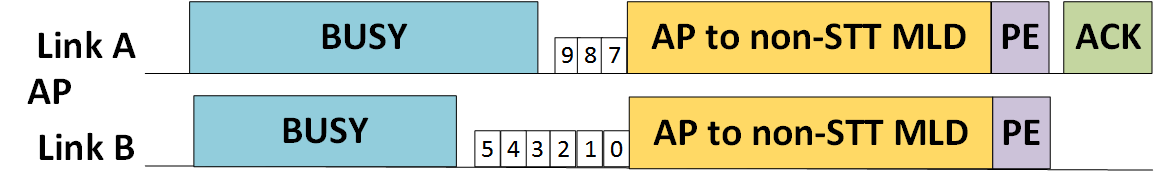 Link A BUSY 9 8 7 AP to non-STT MLD PE ACK
AP
Link B BUSY 5 4 3 2 1 0 AP to non-STT MLD PE